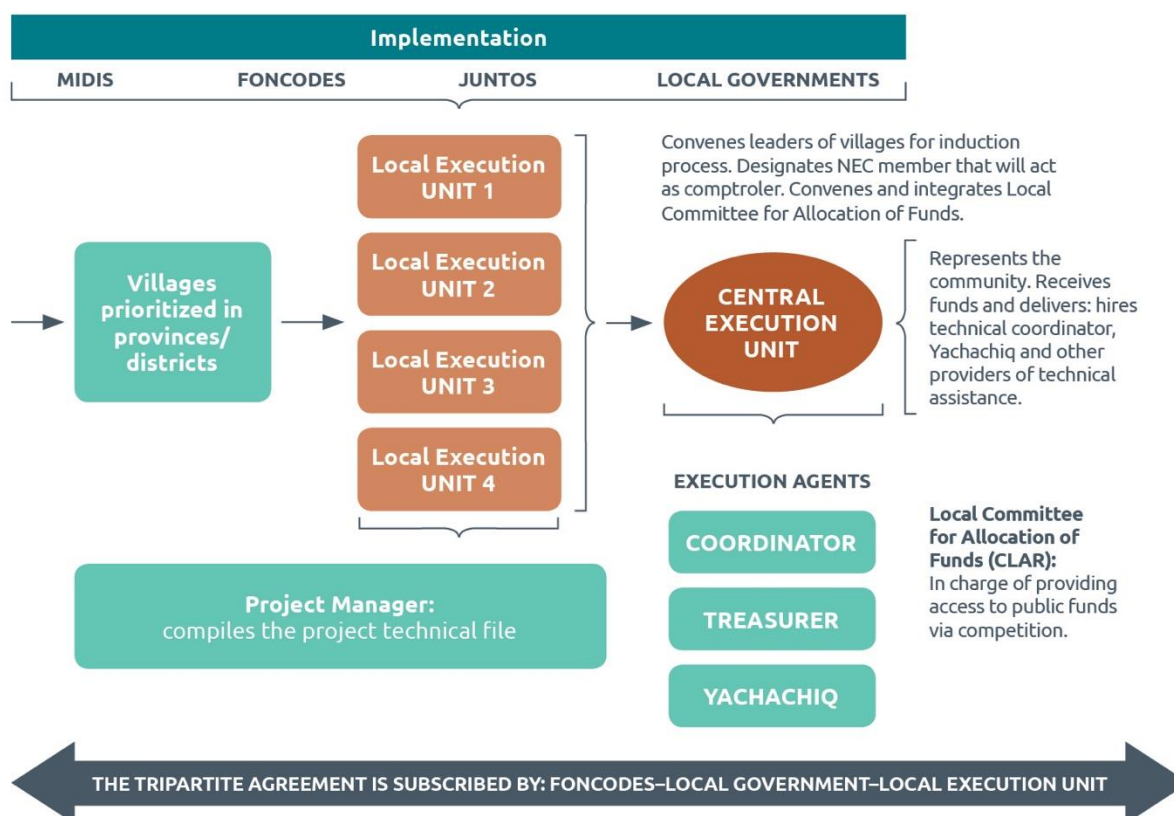 Implementation
MIDIS
FONCODES
JUNTOS
LOCAL GOVERNMENTS
Local Execution
UNIT 1
Local Execution
UNIT 2
Local Execution
UNIT 3
Local Execution
UNIT 4
Villages
prioritized in
provinces/
districts
Convenes leaders of villages for induction
process. Designates NEC member that will act
as comptroler. Convenes and integrates Local
Committee for Allocation of Funds.
CENTRAL
EXECUTION
UNIT
Represents the
community. Receives
funds and delivers: hires
technical coordinator,
Yachachiq and other
providers of technical
assistance.
Project Manager:
compiles the project technical file
EXECUTION AGENTS
COORDINATOR
TREASURER
YACHACHIQ
Local Committee
for Allocation of
Funds (CLAR):
In charge of providing
access to public funds
via competition.
THE TRIPARTITE AGREEMENT IS SUBSCRIBED BY: FONCODES–LOCAL GOVERNMENT–LOCAL EXECUTION UNIT